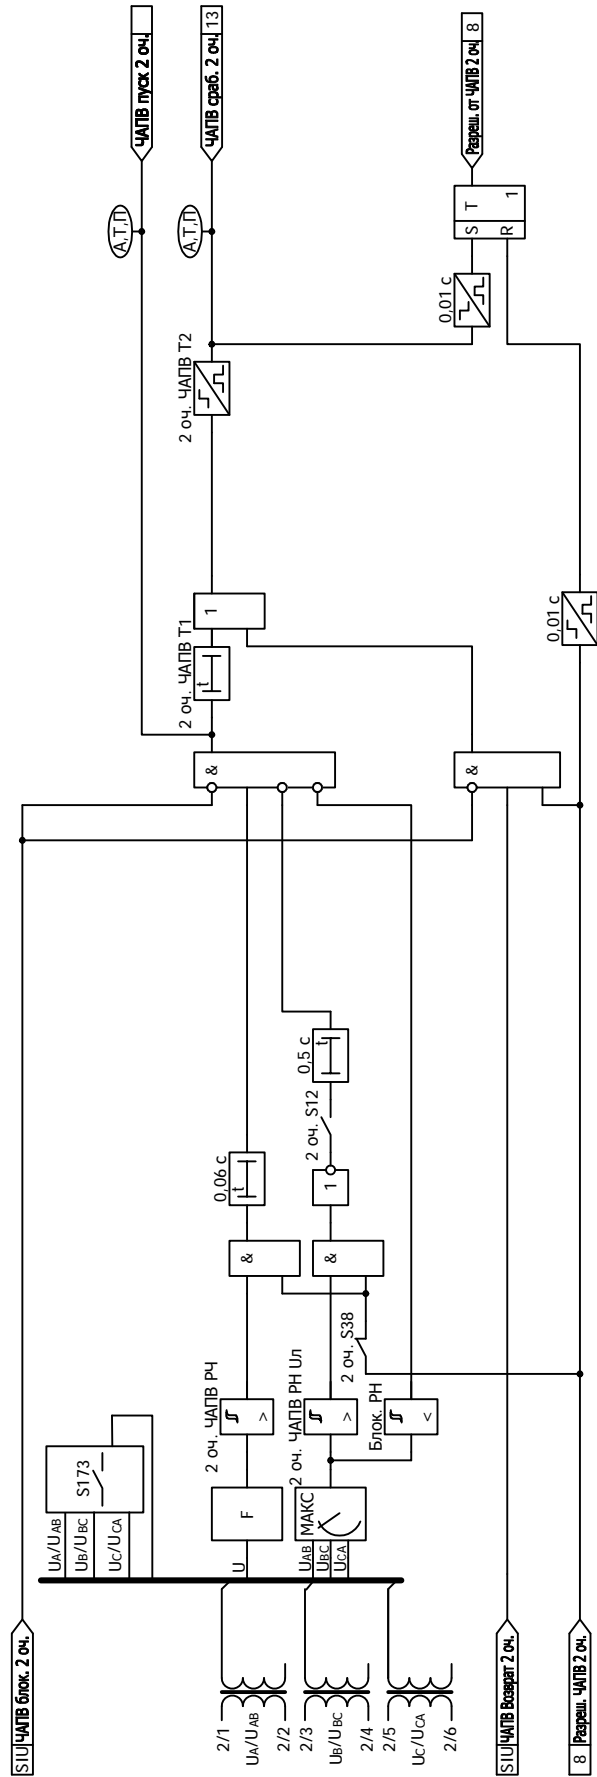 SIU ЧАПВ блок. 2 оч.
ЧАПВ пуск 2 оч.
ЧАПВ сраб. 2 оч. 13
А,Т,П
А,Т,П
S173
UA/UAB
UB/UBC
UC/UCA
2/1
UA/UAB
2/2
2/3
UB/UBC
2/4
2/5
UC/UCA
2/6
U
F
2 оч. ЧАПВ РЧ
>
&
0,06 с
t
UAB
UBC
UCA
МАКС
2 оч. ЧАПВ РН Uл
>
&
1
2 оч. S12
0,5 с
t
2 оч. S38
Блок. РН
<
&
2 оч. ЧАПВ Т1
t
1
2 оч. ЧАПВ Т2
&
0,01 с
S
R
T
1
Разреш. от ЧАПВ 2 оч. 8
SIU ЧАПВ Возврат 2 оч.
8 Разреш. ЧАПВ 2 оч.
0,01 с